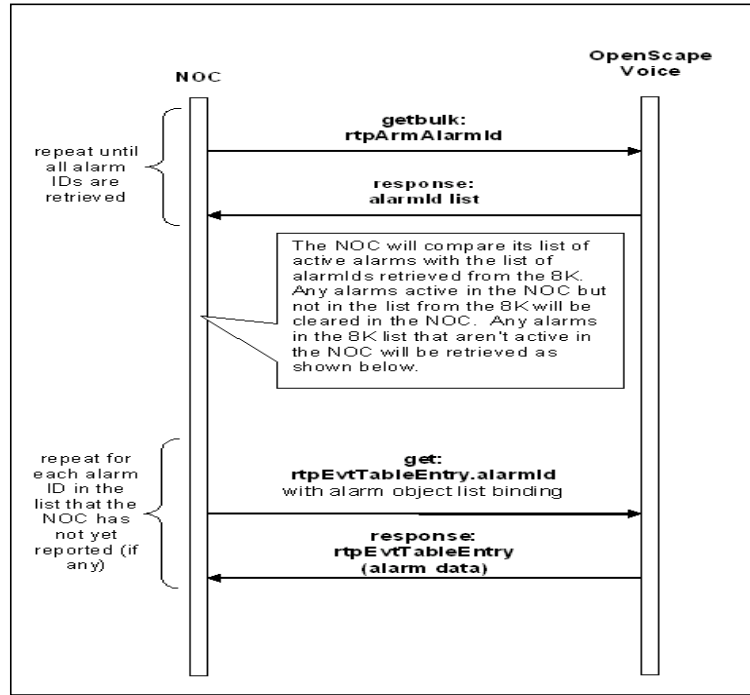 OpenScape
Voice
NOC
getbulk:
rtpArmAlarmId
repeat until
all alarm
IDs are
retrieved
response:
alarmId list
The NOC will compare its list of
active alarms with the list of
alarmIds retrieved from the 8K.
Any alarms active in the NOC but
not in the list from the 8K will be
cleared in the NOC.  Any alarms
in the 8K list that aren't active in
the NOC will be retrieved as
shown below.
repeat for
each alarm
ID in the
list that the
NOC has
not yet
reported (if
any)
get:
rtpEvtTableEntry.alarmId
with alarm object list binding
response:
rtpEvtTableEntry
(alarm data)